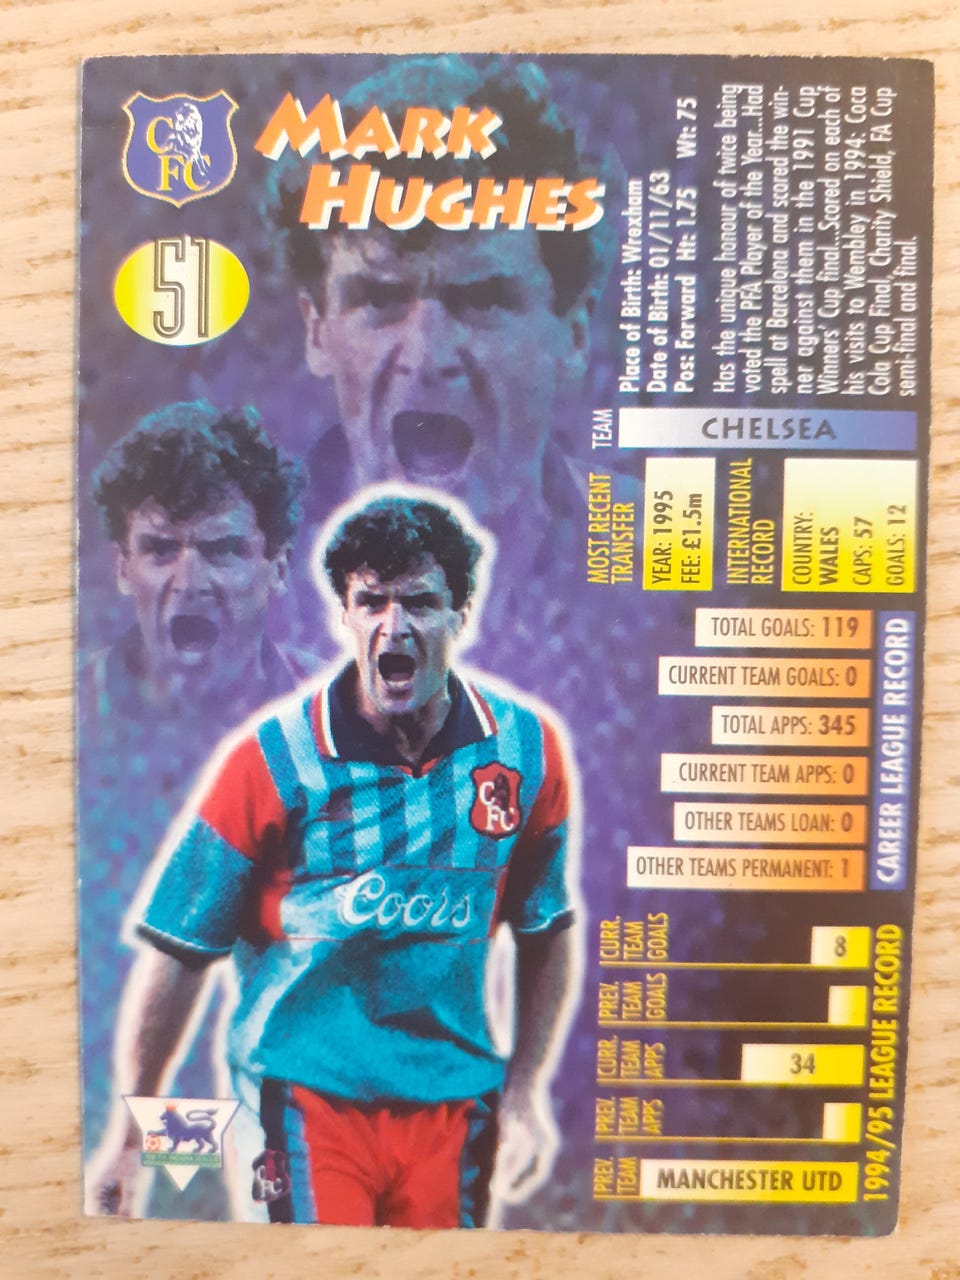 CFC
MARK
HUGHES
51
Place of Birth: Wrexham
Date of Birth: 01/11/63
Pos: Forward Ht: 1.75 Wt: 75
Has the unique honour of twice being
voted the PFA Player of the Year...Had
spell at Barcelona and scored the win-
ner against them in the 1991 Cup
Winners' Cup final...Scored on each of
his visits to Wembley in 1994: Coca
Cola Cup Final, Charity Shield, FA Cup
semi-final and final.
TEAM
CHELSEA
MOST RECENT
TRANSFER
YEAR: 1995
FEE: £1.5m
INTERNATIONAL
RECORD
COUNTRY:
WALES
CAPS: 57
GOALS: 12
TOTAL GOALS: 119
CURRENT TEAM GOALS: 0
TOTAL APPS: 345
CURRENT TEAM APPS: 0
OTHER TEAMS LOAN: 0
OTHER TEAMS PERMANENT: 1
CAREER LEAGUE RECORD
CURR.
TEAM
GOALS
8
PREV.
TEAM
GOALS
CURR.
TEAM
APPS
34
PREV.
TEAM
APPS
PREV.
TEAM
MANCHESTER UTD
1994/95 LEAGUE RECORD
CFC
Coors
CFC